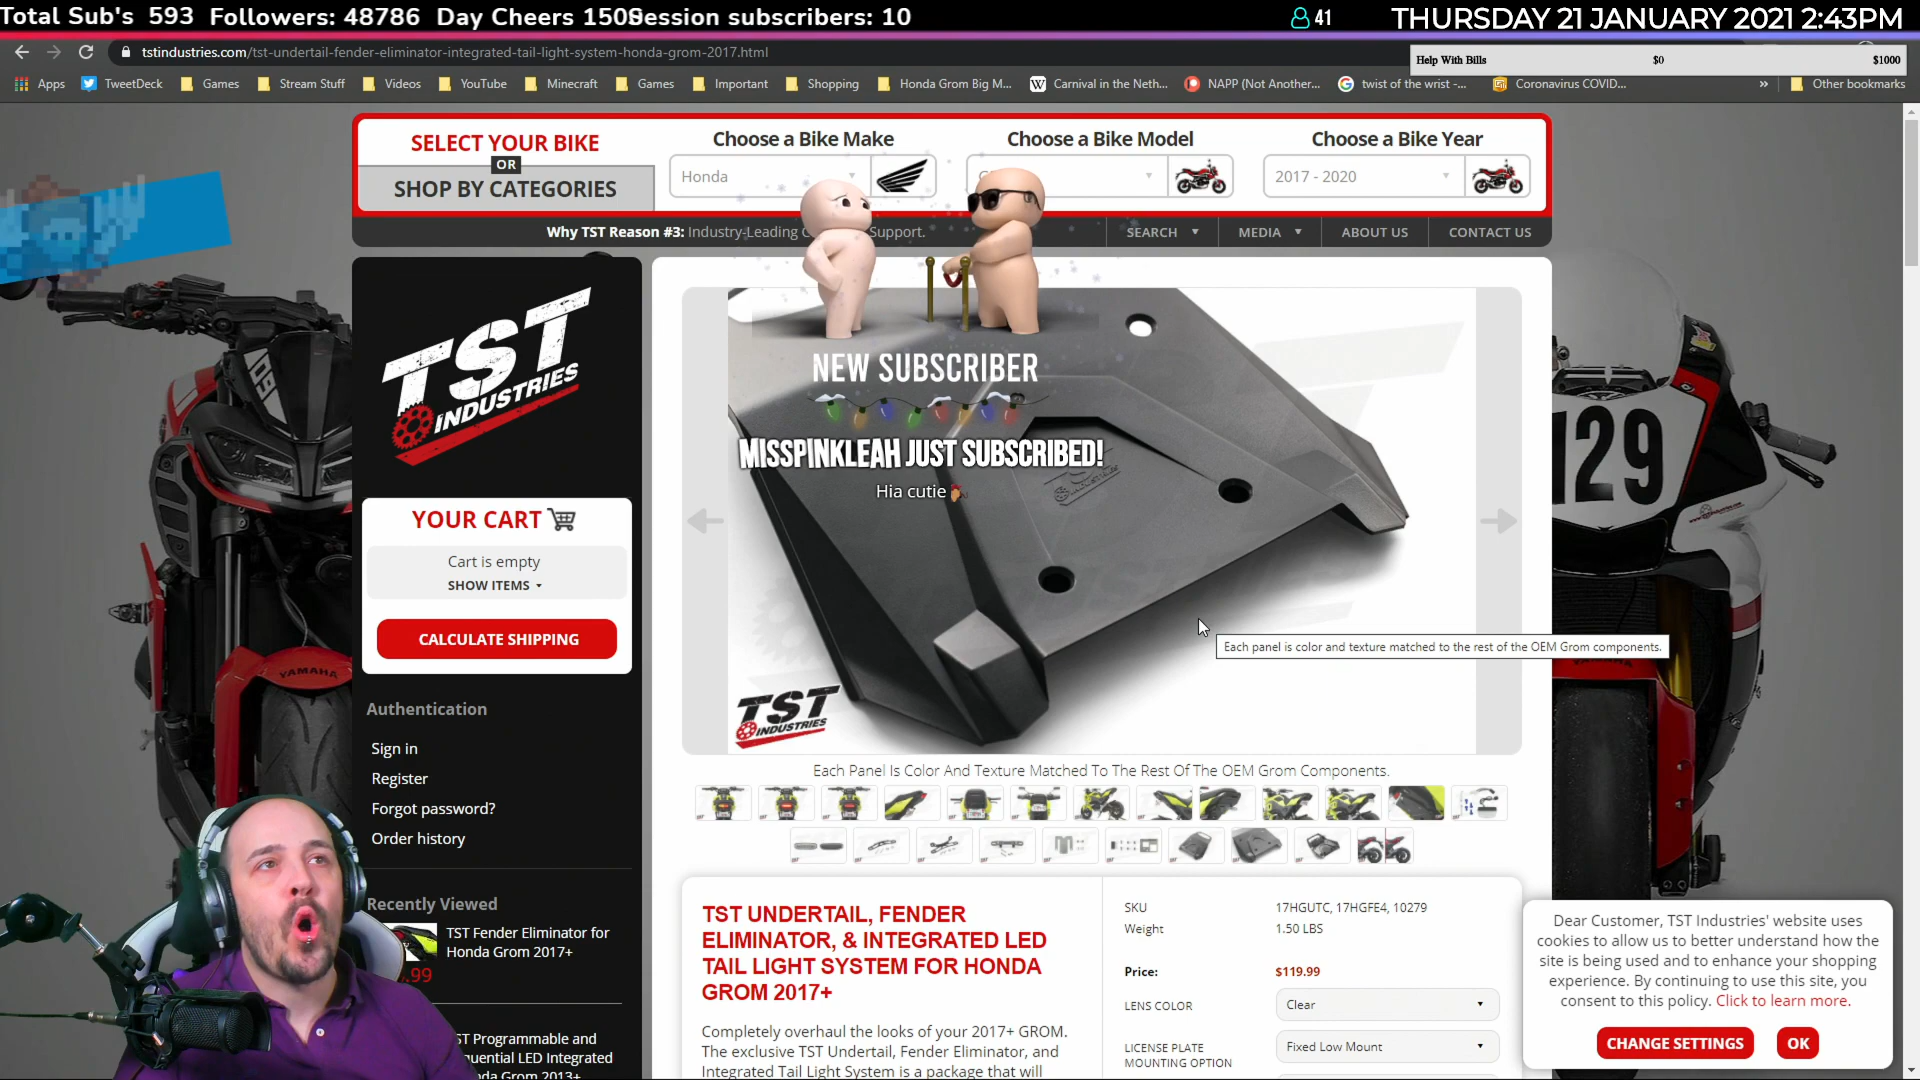 Total Sub's 593 Followers: 48786 Day Cheers 1500 Session subscribers: 10
41
THURSDAY 21 JANUARY 2021 2:43PM
tstindustries.com/tst-undertail-fender-eliminator-integrated-tail-light-system-honda-grom-2017.html
Help With Bills $0 $1000
Apps TweetDeck Games Stream Stuff Videos YouTube Minecraft Games Important Shopping Honda Grom Big M... Carnival in the Neth... NAPP (Not Another... twist of the wrist -... Coronavirus COVID... » Other bookmarks
SELECT YOUR BIKE
OR
SHOP BY CATEGORIES
Choose a Bike Make
Honda
Choose a Bike Model
Choose a Bike Year
2017 - 2020
Why TST Reason #3: Industry-Leading Support.
SEARCH MEDIA ABOUT US CONTACT US
TST
INDUSTRIES
NEW SUBSCRIBER
MISSPINKLEAH JUST SUBSCRIBED!
Hia cutie
129
YOUR CART
Cart is empty
SHOW ITEMS
CALCULATE SHIPPING
YAMAHA
Each panel is color and texture matched to the rest of the OEM Grom components.
TST
INDUSTRIES
Authentication
Sign in
Register
Forgot password?
Order history
Each Panel Is Color And Texture Matched To The Rest Of The OEM Grom Components.
Recently Viewed
TST Fender Eliminator for
Honda Grom 2017+
.99
ST Programmable and
quential LED Integrated
nda Grom 2013+
TST UNDERTAIL, FENDER
ELIMINATOR, & INTEGRATED LED
TAIL LIGHT SYSTEM FOR HONDA
GROM 2017+
Completely overhaul the looks of your 2017+ GROM.
The exclusive TST Undertail, Fender Eliminator, and
Integrated Tail Light System is a package that will
SKU 17HGUTC, 17HGFE4, 10279
Weight 1.50 LBS
Price: $119.99
LENS COLOR Clear
LICENSE PLATE
MOUNTING OPTION
Fixed Low Mount
Dear Customer, TST Industries' website uses
cookies to allow us to better understand how the
site is being used and to enhance your shopping
experience. By continuing to use this site, you
consent to this policy. Click to learn more.
CHANGE SETTINGS OK